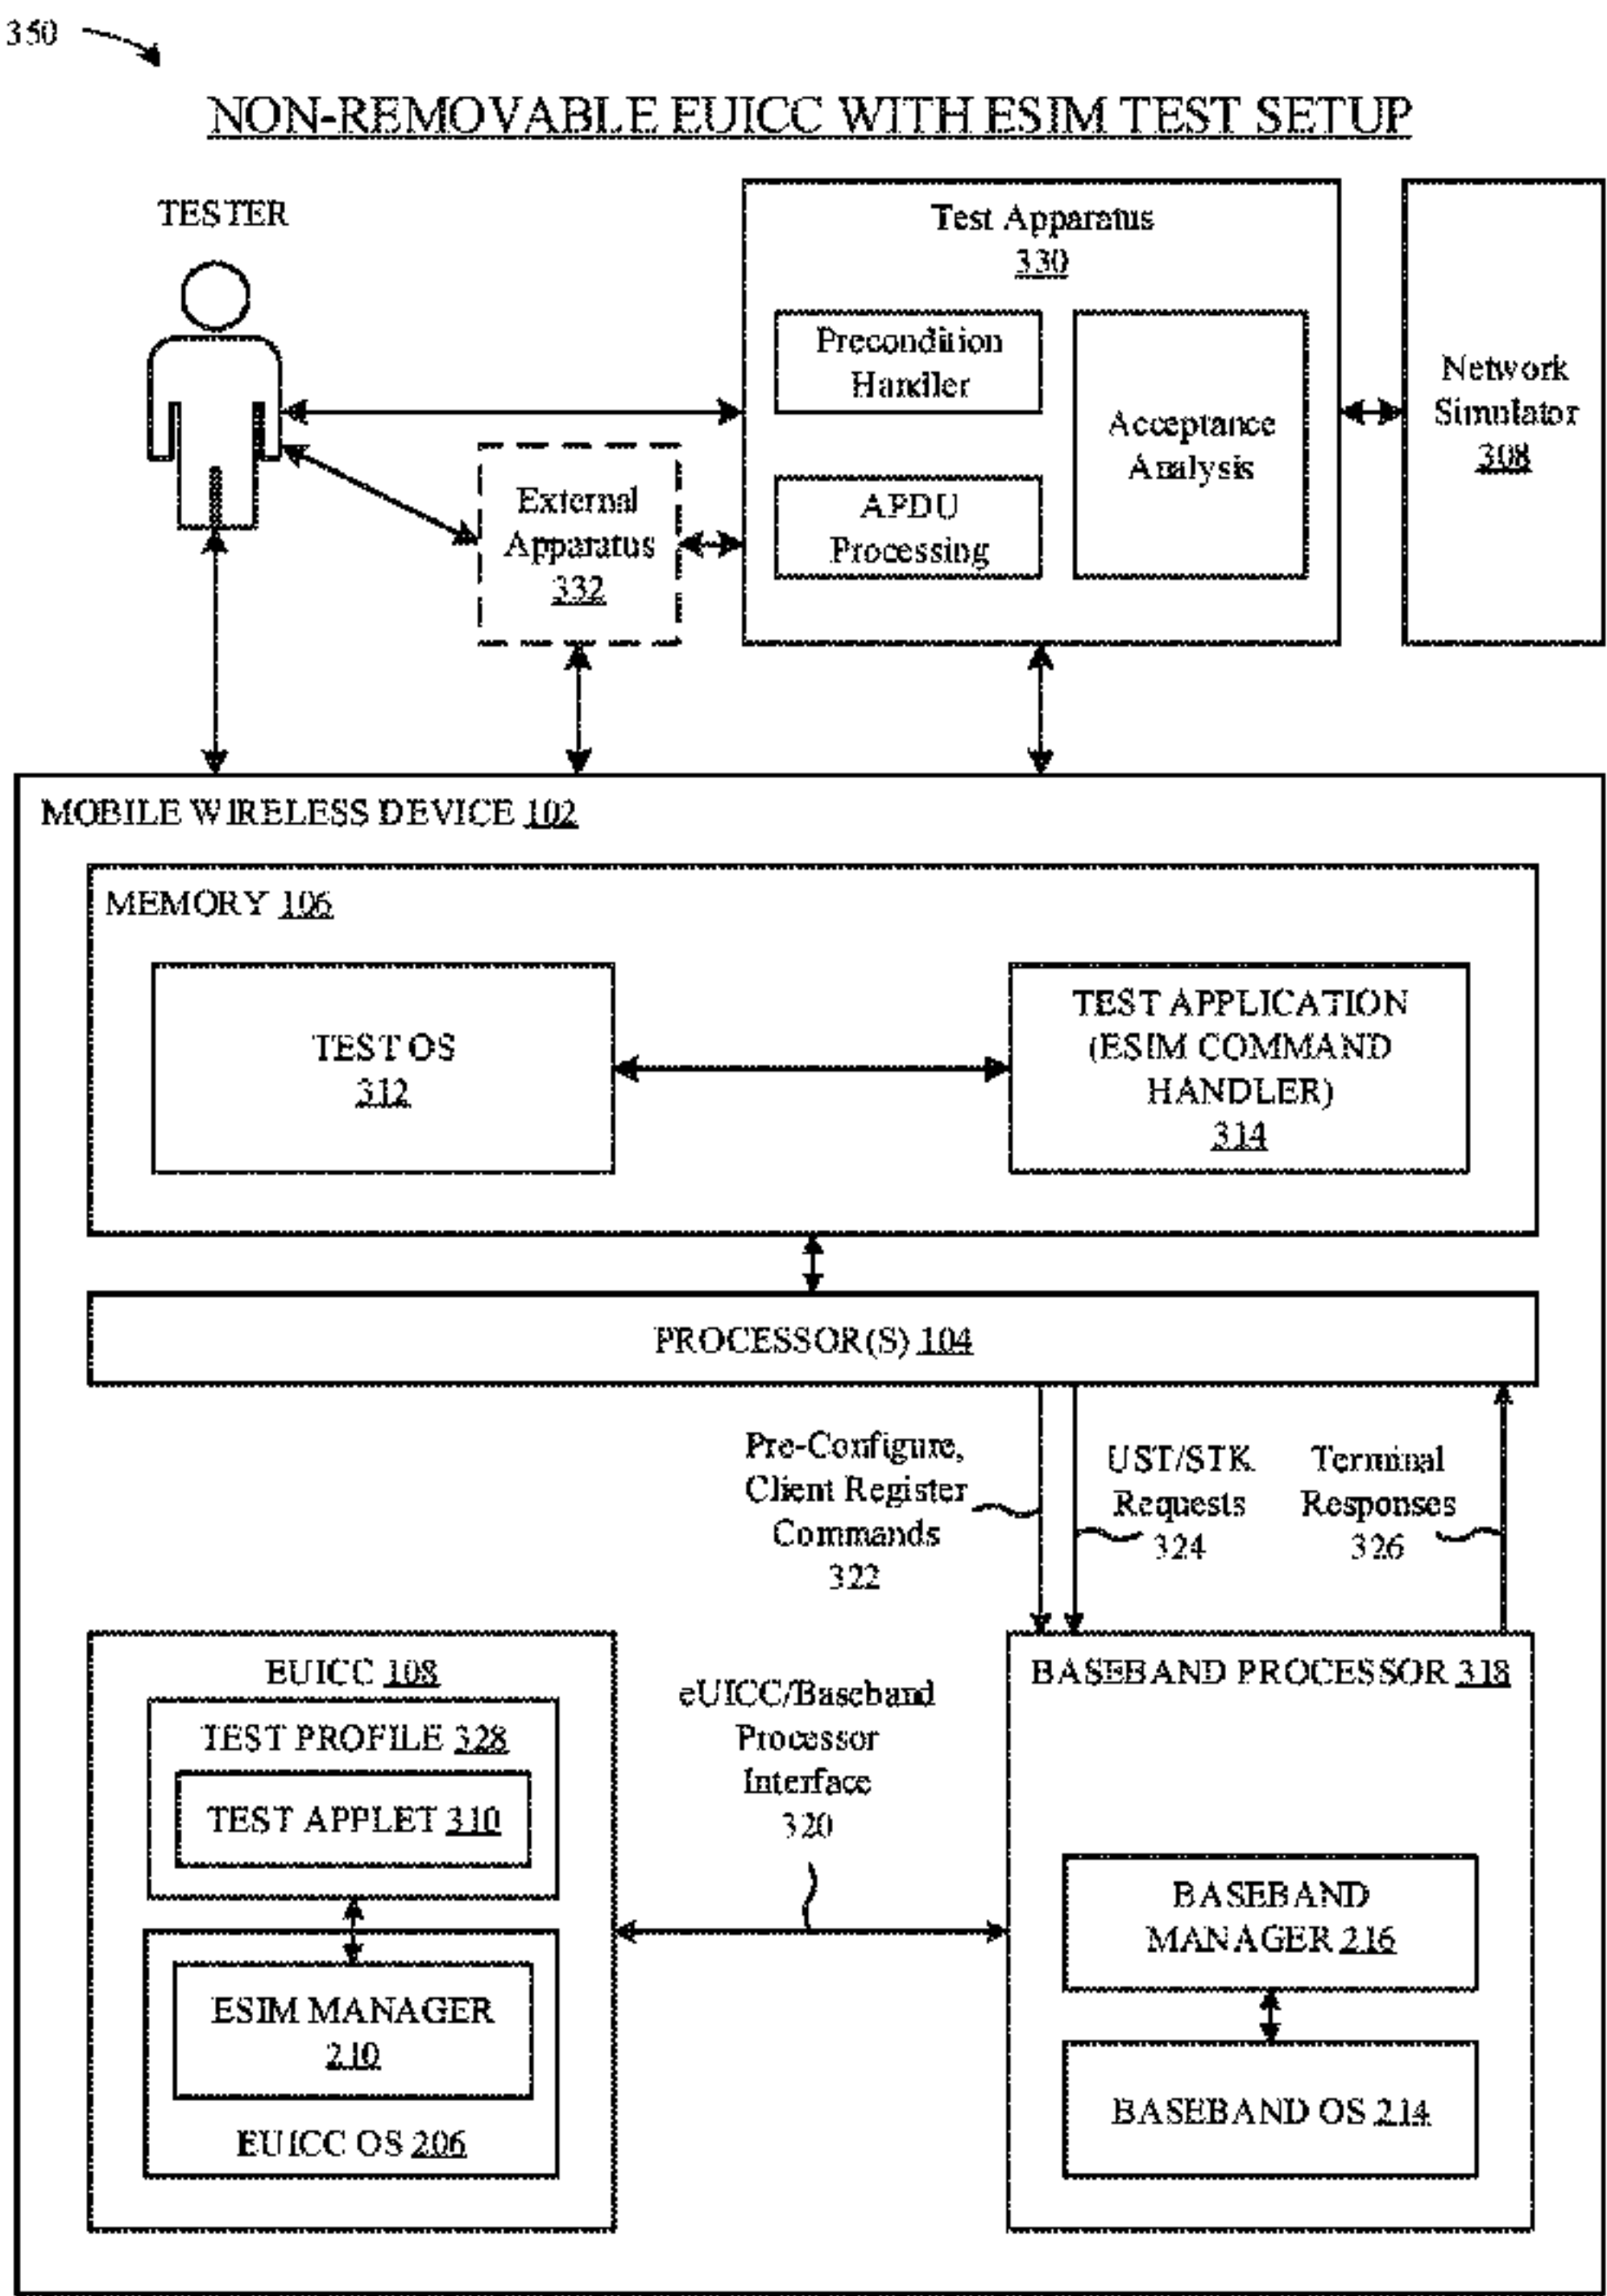 350
NON-REMOVABLE EUICC WITH ESIM TEST SETUP
TESTER
Test Apparatus
330
Precondition
Handler
APDU
Processing
Acceptance
Analysis
Network
Simulator
308
External
Apparatus
332
MOBILE WIRELESS DEVICE 102
MEMORY 106
TEST OS
312
TEST APPLICATION
(ESIM COMMAND
HANDLER)
314
PROCESSOR(S) 104
Pre-Configure,
Client Register
Commands
322
UST/STK
Requests
324
Terminal
Responses
326
EUICC 108
TEST PROFILE 328
TEST APPLET 310
ESIM MANAGER
210
EUICC OS 206
eUICC/Baseband
Processor
Interface
320
BASEBAND PROCESSOR 318
BASEBAND
MANAGER 216
BASEBAND OS 214